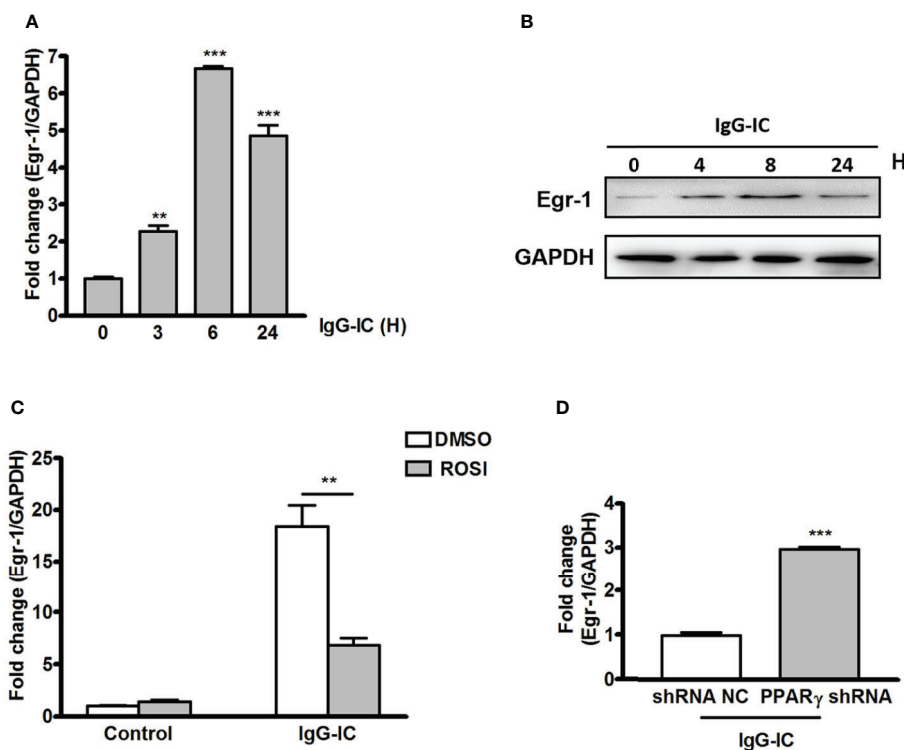 A
Fold change (Egr-1/GAPDH)
7
6
5
4
3
2
1
0
**
***
***
0 3 6 24 IgG-IC (H)
B
IgG-IC
0 4 8 24 H
Egr-1
GAPDH
C
DMSO
ROSI
Fold change (Egr-1/GAPDH)
25
20
15
10
5
0
**
Control IgG-IC
D
Fold change
(Egr-1/GAPDH)
4
3
2
1
0
***
shRNA NC PPARγ shRNA
IgG-IC